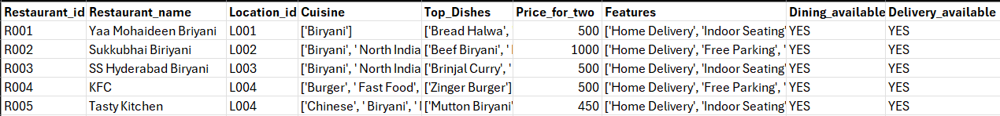 Restaurant_id Restaurant_name Location_id Cuisine Top_Dishes Price_for_two Features Dining_available Delivery_available
R001 Yaa Mohaideen Briyani L001 ['Biryani'] ['Bread Halwa', 500 ['Home Delivery', 'Indoor Seating' YES YES
R002 Sukkubhai Biriyani L002 ['Biryani', ' North India ['Beef Biryani', ' 1000 ['Home Delivery', 'Free Parking', ' YES YES
R003 SS Hyderabad Biryani L003 ['Biryani', ' North India ['Brinjal Curry', ' 500 ['Home Delivery', 'Indoor Seating' YES YES
R004 KFC L004 ['Burger', ' Fast Food', ['Zinger Burger'] 500 ['Home Delivery', 'Free Parking', ' YES YES
R005 Tasty Kitchen L004 ['Chinese', ' Biryani', ' ['Mutton Biryani' 450 ['Home Delivery', 'Indoor Seating' YES YES